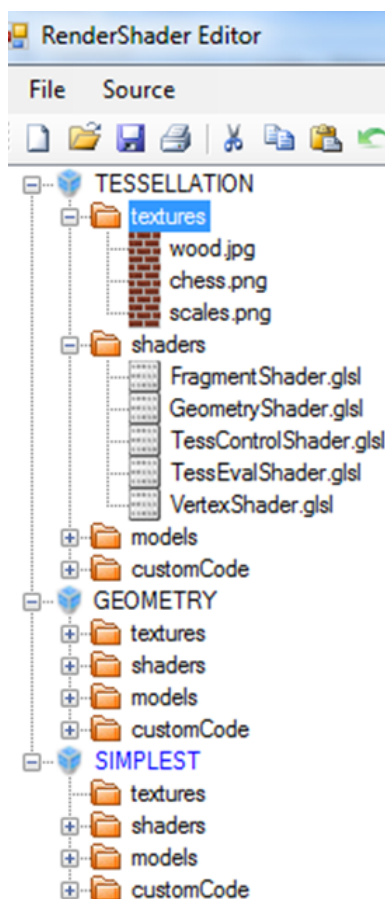 RenderShader Editor
File Source
TESSELLATION
textures
wood.jpg
chess.png
scales.png
shaders
FragmentShader.glsl
GeometryShader.glsl
TessControlShader.glsl
TessEvalShader.glsl
VertexShader.glsl
models
customCode
GEOMETRY
textures
shaders
models
customCode
SIMPLEST
textures
shaders
models
customCode